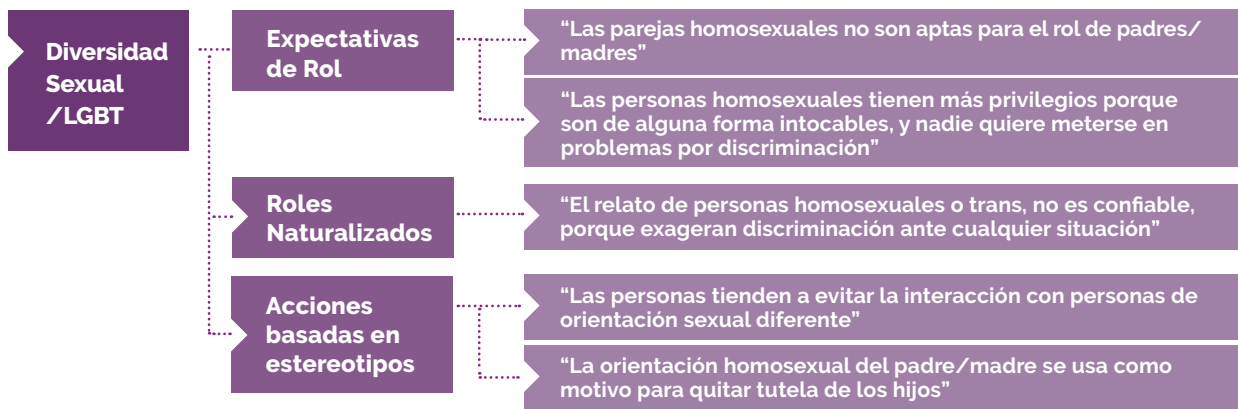 Diversidad
Sexual
/LGBT
Expectativas
de Rol
“Las parejas homosexuales no son aptas para el rol de padres/
madres”
“Las personas homosexuales tienen más privilegios porque
son de alguna forma intocables, y nadie quiere meterse en
problemas por discriminación”
Roles
Naturalizados
“El relato de personas homosexuales o trans, no es confiable,
porque exageran discriminación ante cualquier situación”
Acciones
basadas en
estereotipos
“Las personas tienden a evitar la interacción con personas de
orientación sexual diferente”
“La orientación homosexual del padre/madre se usa como
motivo para quitar tutela de los hijos”